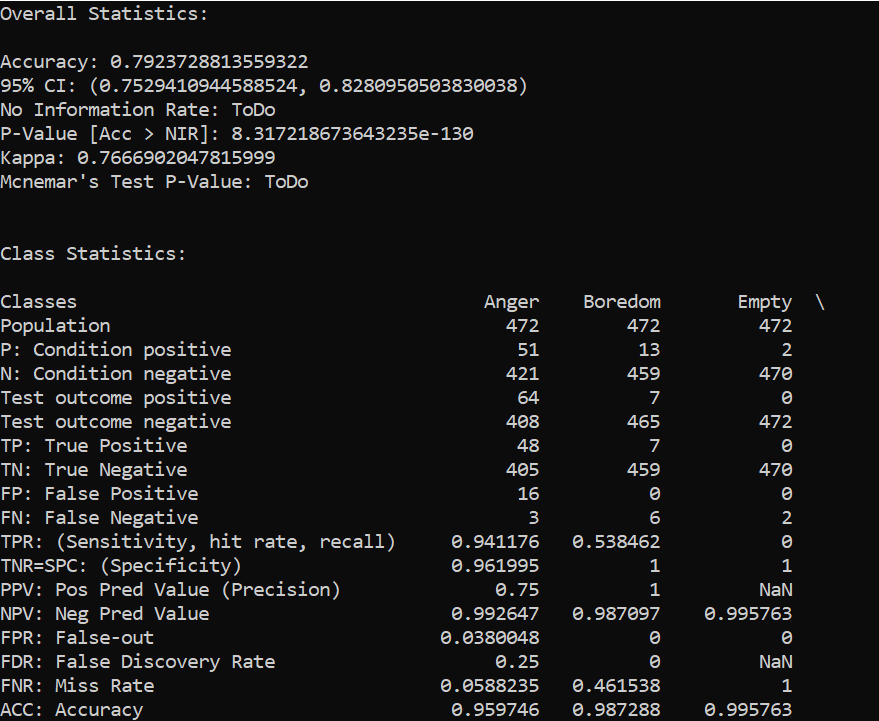 Overall Statistics:
Accuracy: 0.7923728813559322
95% CI: (0.7529410944588524, 0.8280950503830038)
No Information Rate: ToDo
P-Value [Acc > NIR]: 8.317218673643235e-130
Kappa: 0.7666902047815999
Mcnemar's Test P-Value: ToDo
Class Statistics:
Classes Anger Boredom Empty \
Population 472 472 472
P: Condition positive 51 13 2
N: Condition negative 421 459 470
Test outcome positive 64 7 0
Test outcome negative 408 465 472
TP: True Positive 48 7 0
TN: True Negative 405 459 470
FP: False Positive 16 0 0
FN: False Negative 3 6 2
TPR: (Sensitivity, hit rate, recall) 0.941176 0.538462 0
TNR=SPC: (Specificity) 0.961995 1 1
PPV: Pos Pred Value (Precision) 0.75 1 NaN
NPV: Neg Pred Value 0.992647 0.987097 0.995763
FPR: False-out 0.0380048 0 0
FDR: False Discovery Rate 0.25 0 NaN
FNR: Miss Rate 0.0588235 0.461538 1
ACC: Accuracy 0.959746 0.987288 0.995763